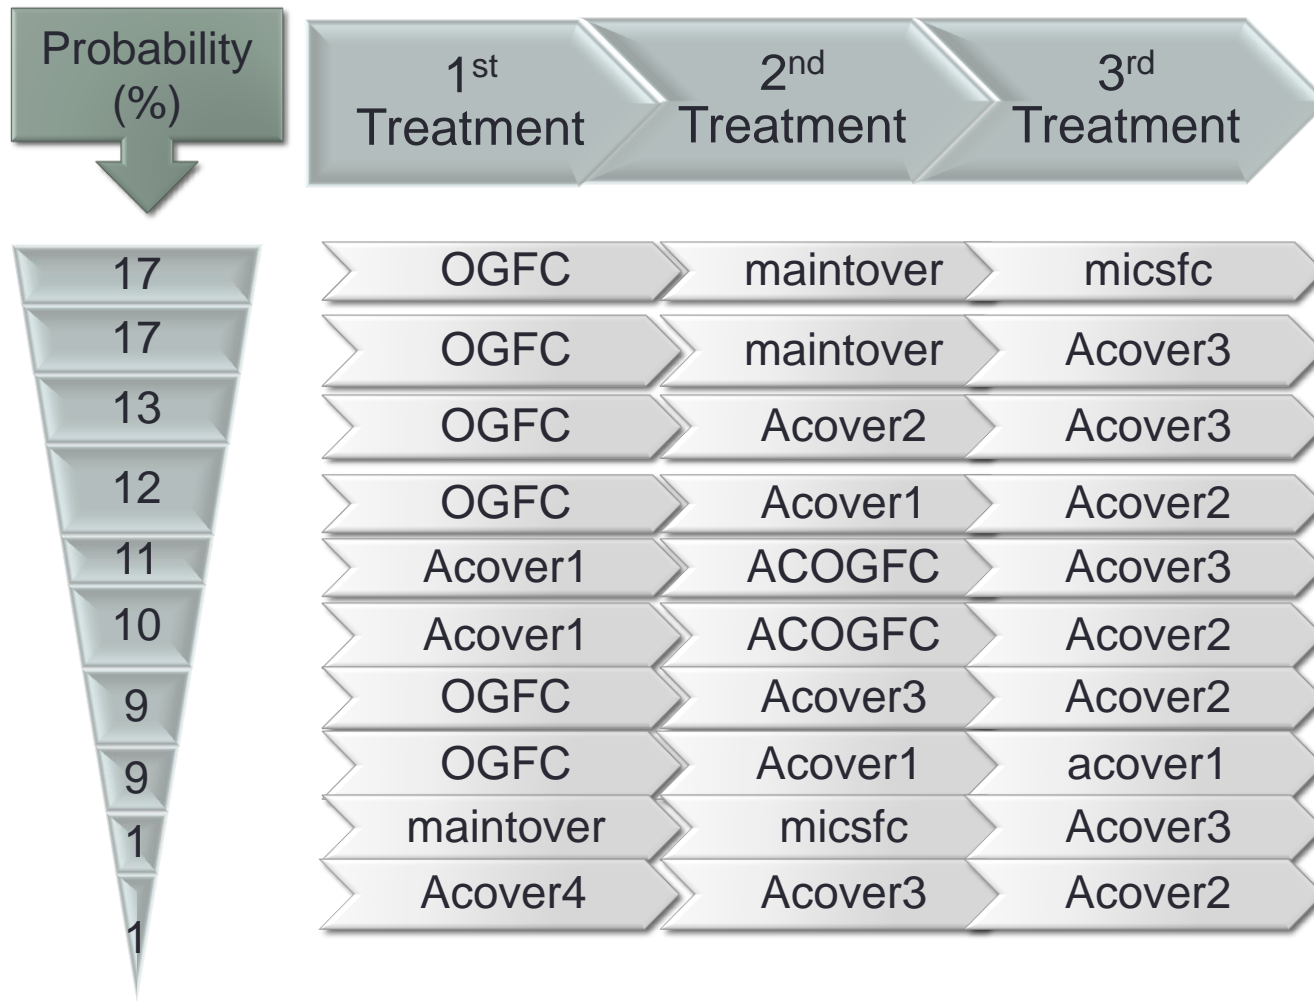 Probability
(%)
1st
Treatment
2nd
Treatment
3rd
Treatment
17 OGFC maintover micsfc
17 OGFC maintover Acover3
13 OGFC Acover2 Acover3
12 OGFC Acover1 Acover2
11 Acover1 ACOGFC Acover3
10 Acover1 ACOGFC Acover2
9 OGFC Acover3 Acover2
9 OGFC Acover1 acover1
1 maintover micsfc Acover3
1 Acover4 Acover3 Acover2